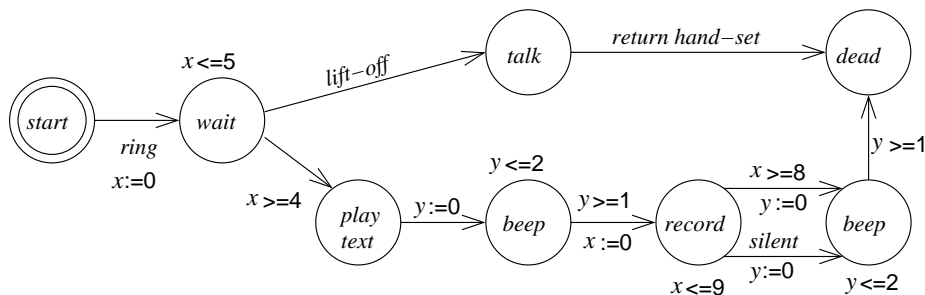 x<=5
lift-off
talk
return hand-set
dead
start
ring
x:=0
wait
x>=4
play
text
y:=0
y<=2
beep
y>=1
x:=0
record
x<=9
x>=8
y:=0
silent
y:=0
beep
y<=2
y>=1